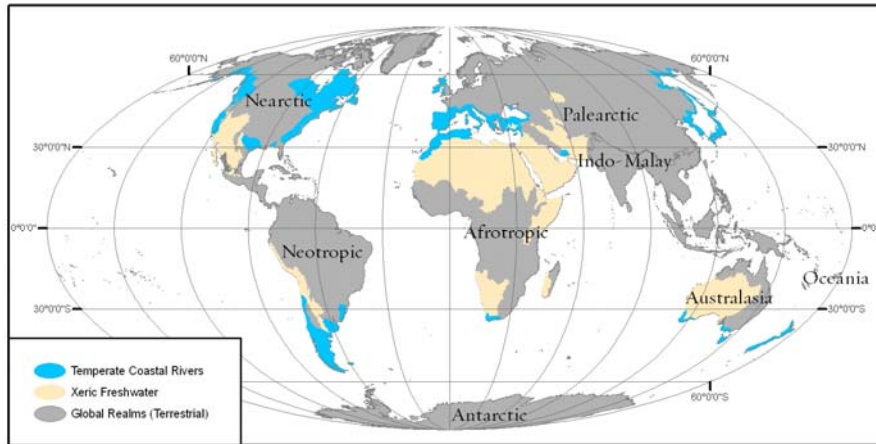 60°0'0"N
60°0'0"N
Nearctic
Palearctic
30°0'0"N
30°0'0"N
Indo-Malay
0°0'0"
0°0'0"
Afrotropic
Neotropic
Oceania
Australasia
30°0'0"S
30°0'0"S
Temperate Coastal Rivers
Xeric Freshwater
Global Realms (Terrestrial)
60°0'0"S
Antarctic